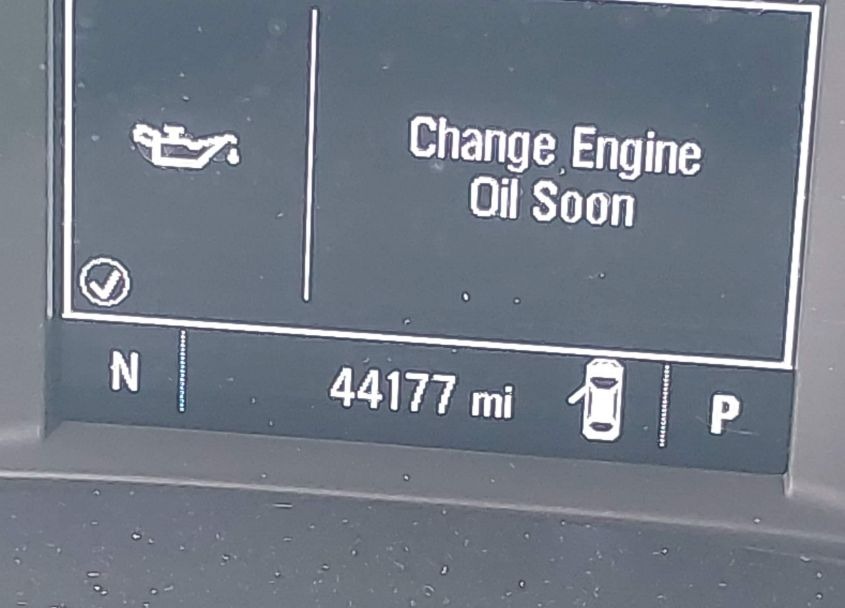 Change Engine
Oil Soon
N
44177 mi
P